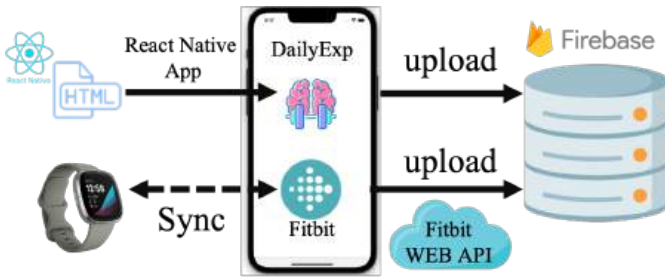 React Native
HTML
React Native
App
DailyExp
upload
Firebase
Sync
Fitbit
upload
Fitbit
WEB API